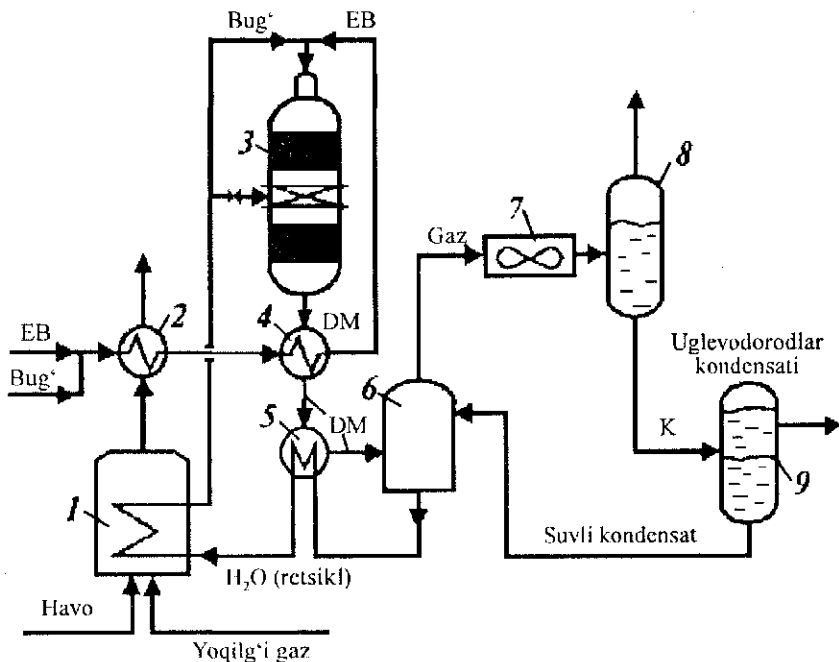 Bug‘
EB
3
8
7
Gaz
2
4
DM
EB
Bug‘
Uglevodorodlar
kondensati
6
5
DM
K
1
9
Suvli kondensat
H₂O (retsikl)
Havo
Yoqilg‘i gaz